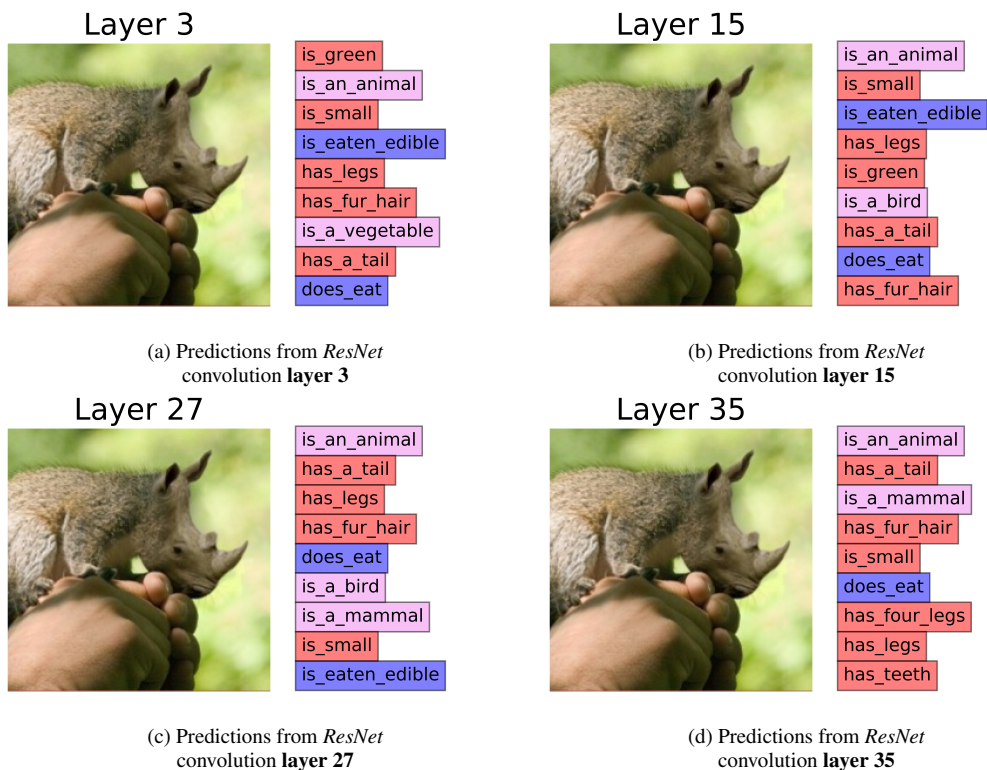 Layer 3
is_green
is_an_animal
is_small
is_eaten_edible
has_legs
has_fur_hair
is_a_vegetable
has_a_tail
does_eat
(a) Predictions from ResNet
convolution layer 3
Layer 15
is_an_animal
is_small
is_eaten_edible
has_legs
is_green
is_a_bird
has_a_tail
does_eat
has_fur_hair
(b) Predictions from ResNet
convolution layer 15
Layer 27
is_an_animal
has_a_tail
has_legs
has_fur_hair
does_eat
is_a_bird
is_a_mammal
is_small
is_eaten_edible
(c) Predictions from ResNet
convolution layer 27
Layer 35
is_an_animal
has_a_tail
is_a_mammal
has_fur_hair
is_small
does_eat
has_four_legs
has_legs
has_teeth
(d) Predictions from ResNet
convolution layer 35